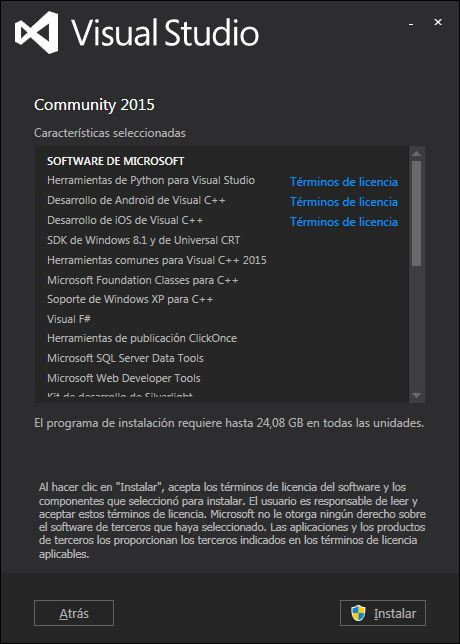 Visual Studio
Community 2015
Características seleccionadas
SOFTWARE DE MICROSOFT
Herramientas de Python para Visual Studio Términos de licencia
Desarrollo de Android de Visual C++ Términos de licencia
Desarrollo de iOS de Visual C++ Términos de licencia
SDK de Windows 8.1 y de Universal CRT
Herramientas comunes para Visual C++ 2015
Microsoft Foundation Classes para C++
Soporte de Windows XP para C++
Visual F#
Herramientas de publicación ClickOnce
Microsoft SQL Server Data Tools
Microsoft Web Developer Tools
Kit de desarrollo de Silverlight
El programa de instalación requiere hasta 24,08 GB en todas las unidades.
Al hacer clic en "Instalar", acepta los términos de licencia del software y los
componentes que seleccionó para instalar. El usuario es responsable de leer y
aceptar estos términos de licencia. Microsoft no le otorga ningún derecho sobre
el software de terceros que haya seleccionado. Las aplicaciones y los productos
de terceros los proporcionan los terceros indicados en los términos de licencia
aplicables.
Atrás Instalar